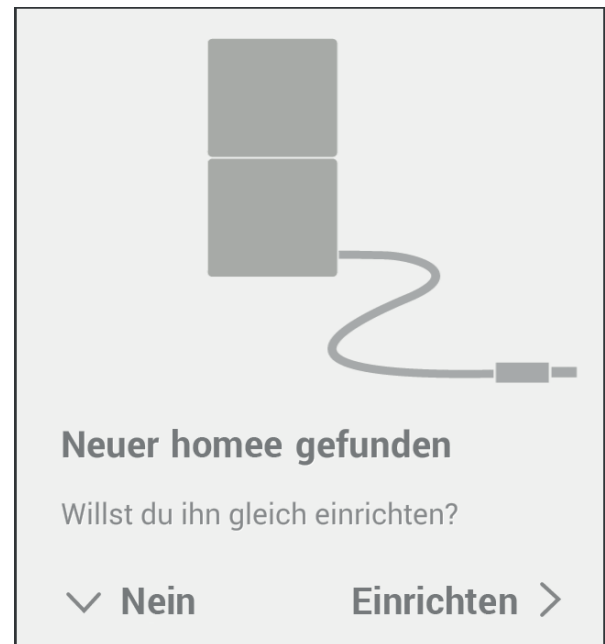 Neuer homee gefunden
Willst du ihn gleich einrichten?
Nein Einrichten